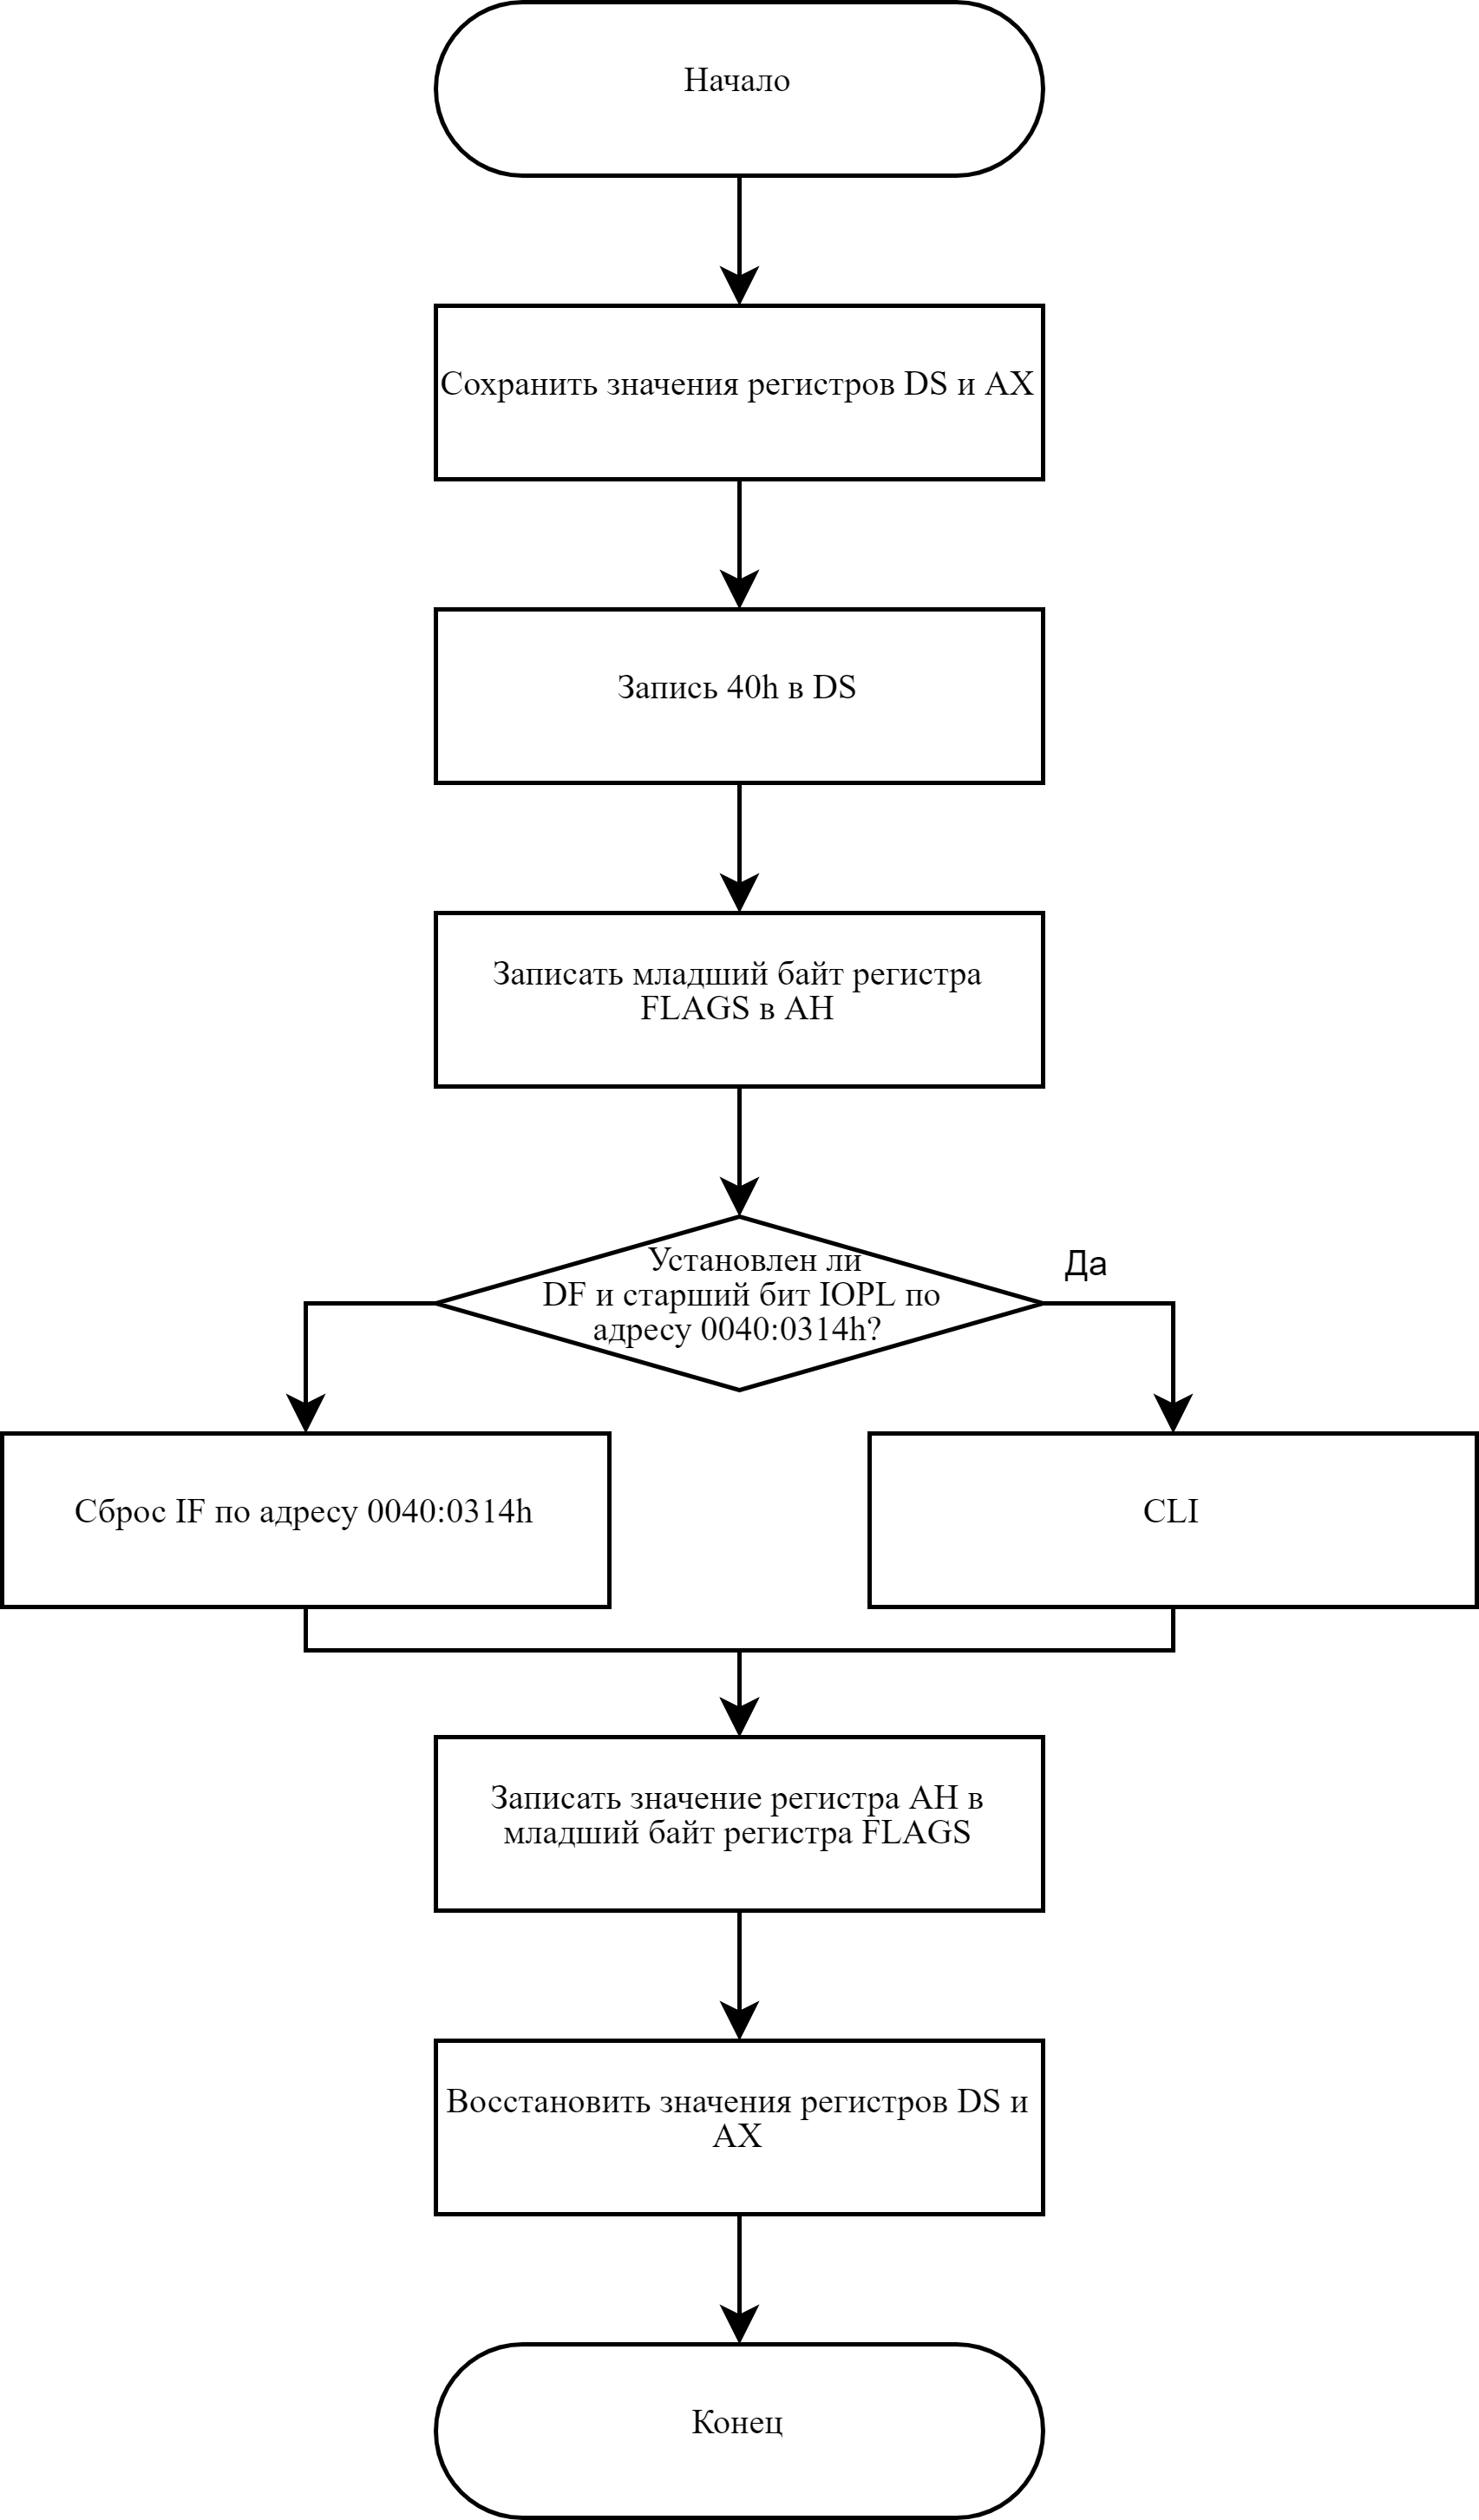 Начало
Сохранить значения регистров DS и AX
Запись 40h в DS
Записать младший байт регистра
FLAGS в AH
Установлен ли
DF и старший бит IOPL по
адресу 0040:0314h?
Да
Сброс IF по адресу 0040:0314h
CLI
Записать значение регистра AH в
младший байт регистра FLAGS
Восстановить значения регистров DS и
AX
Конец